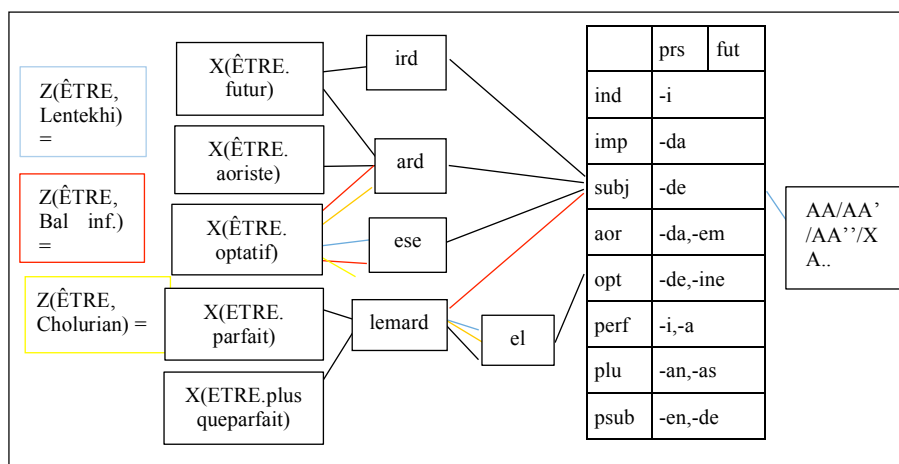 Z(ÊTRE,
Lentekhi)
=
Z(ÊTRE,
Bal inf.)
=
Z(ÊTRE,
Cholurian) =
X(ÊTRE.
futur)
X(ÊTRE.
aoriste)
X(ÊTRE.
optatif)
X(ETRE.
parfait)
X(ETRE.plus
queparfait)
ird
ard
ese
lemard
el
prs fut
ind -i
imp -da
subj -de
aor -da,-em
opt -de,-ine
perf -i,-a
plu -an,-as
psub -en,-de
AA/AA’
/AA’’/X
A..